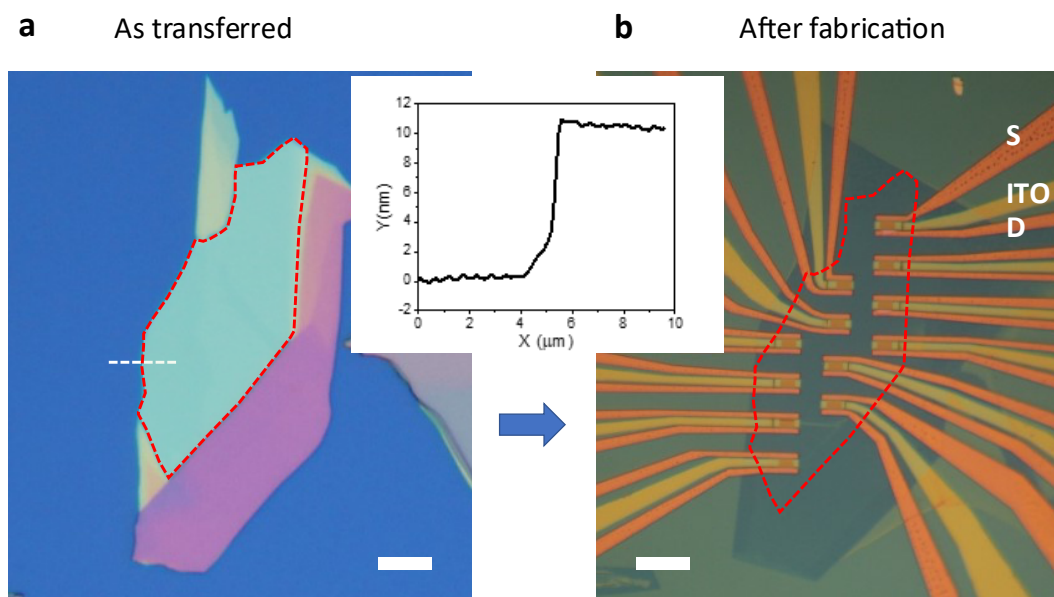 a As transferred
b After fabrication
12
10
8
6
4
2
0
-2
Y(nm)
0 2 4 6 8 10
X (μm)
S
ITO
D